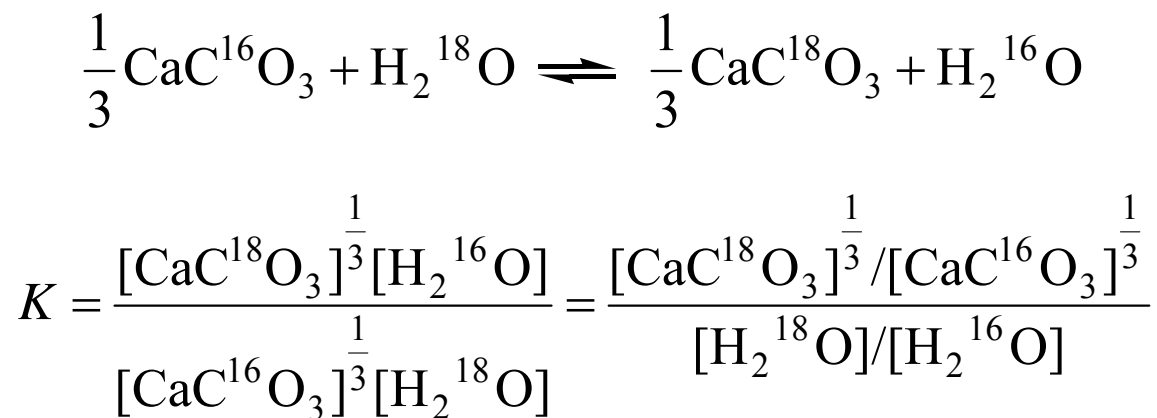 1/3 CaC¹⁶O₃ + H₂¹⁸O ⇌ 1/3 CaC¹⁸O₃ + H₂¹⁶O
K = [CaC¹⁸O₃]^(1/3)[H₂¹⁶O] / [CaC¹⁶O₃]^(1/3)[H₂¹⁸O] = [CaC¹⁸O₃]^(1/3)/[CaC¹⁶O₃]^(1/3) / [H₂¹⁸O]/[H₂¹⁶O]